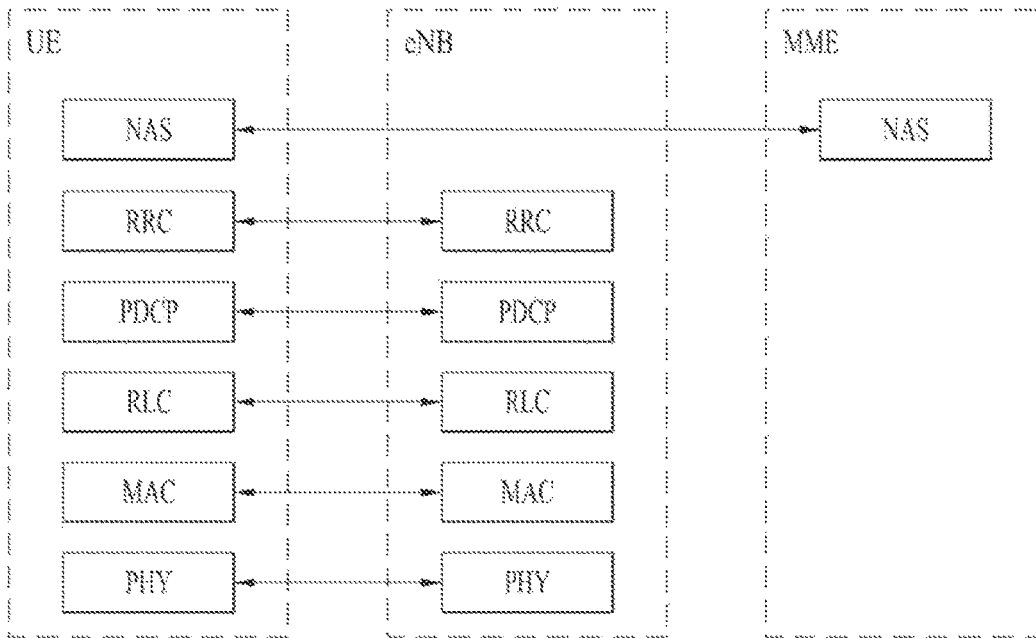 UE eNB MME
NAS NAS
RRC RRC
PDCP PDCP
RLC RLC
MAC MAC
PHY PHY